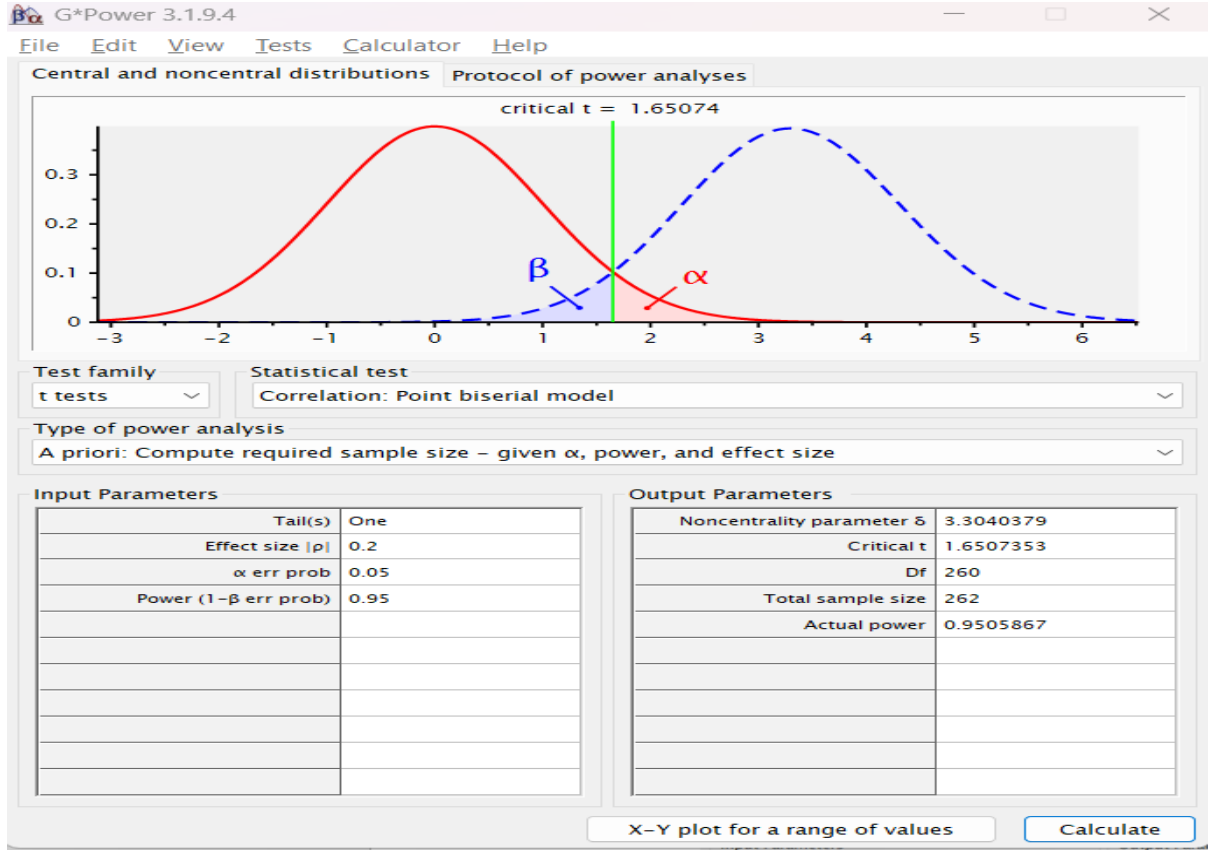 G*Power 3.1.9.4
File Edit View Tests Calculator Help
Central and noncentral distributions Protocol of power analyses
critical t = 1.65074
0.3
0.2
0.1
0
β
α
-3 -2 -1 0 1 2 3 4 5 6
Test family Statistical test
t tests Correlation: Point biserial model
Type of power analysis
A priori: Compute required sample size - given α, power, and effect size
Input Parameters Output Parameters
Tail(s) One Noncentrality parameter δ 3.3040379
Effect size |ρ| 0.2 Critical t 1.6507353
α err prob 0.05 Df 260
Power (1-β err prob) 0.95 Total sample size 262
Actual power 0.9505867
X-Y plot for a range of values Calculate